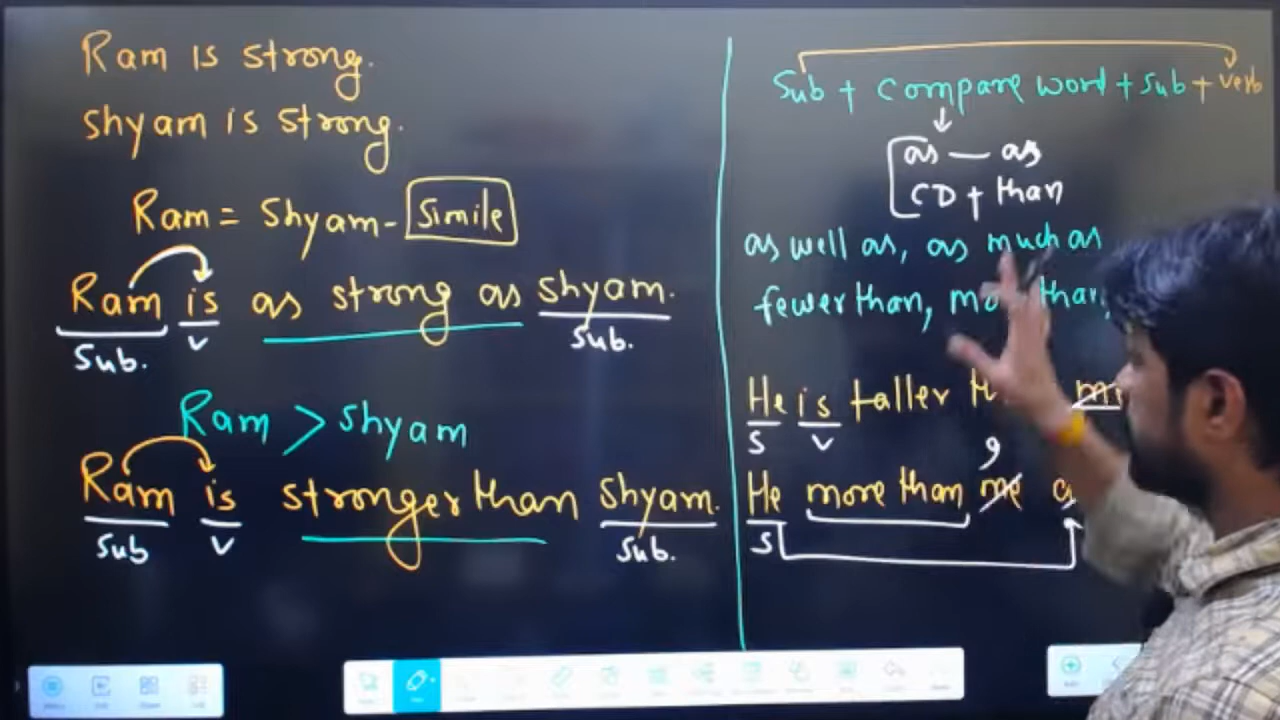 Ram is strong.
shyam is strong.
Ram = Shyam - Simile
Ram is as strong as shyam.
Sub. V Sub.
Ram > shyam
Ram is stronger than shyam.
Sub V Sub.
Sub + compare word + sub + verb
as — as
CD + than
as well as, as much as
fewer than, than,
He is taller
S V
I
He more than me
S